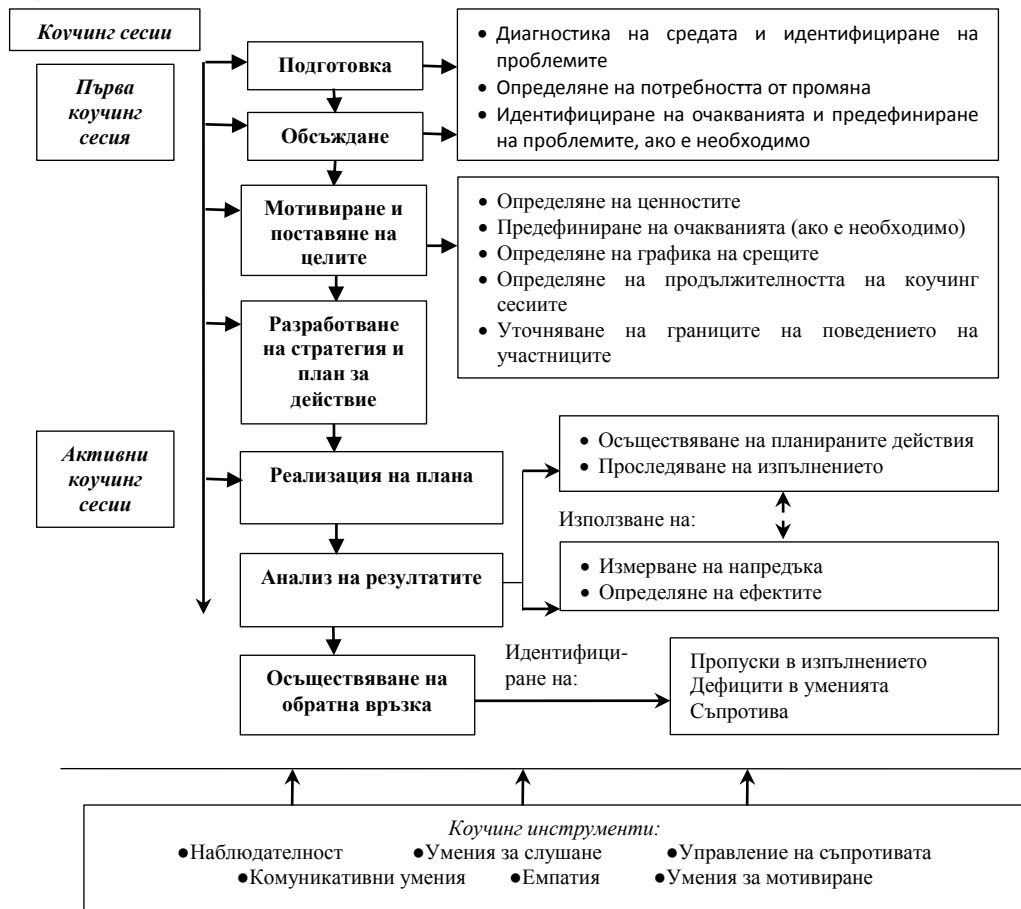 Коучинг сесии
Първа
коучинг
сесия
Подготовка
• Диагностика на средата и идентифициране на
проблемите
• Определяне на потребността от промяна
• Идентифициране на очакванията и предефиниране
на проблемите, ако е необходимо
Обсъждане
Мотивиране и
поставяне на
целите
• Определяне на ценностите
• Предефиниране на очакванията (ако е необходимо)
• Определяне на графика на срещите
• Определяне на продължителността на коучинг
сесиите
• Уточняване на границите на поведението на
участниците
Разработване
на стратегия и
план за
действие
Активни
коучинг
сесии
Реализация на плана
• Осъществяване на планираните действия
• Проследяване на изпълнението
Използване на:
Анализ на резултатите
• Измерване на напредъка
• Определяне на ефектите
Осъществяване на
обратна връзка
Идентифици-
ране на:
Пропуски в изпълнението
Дефицити в уменията
Съпротива
Коучинг инструменти:
●Наблюдателност ●Умения за слушане ●Управление на съпротивата
●Комуникативни умения ●Емпатия ●Умения за мотивиране